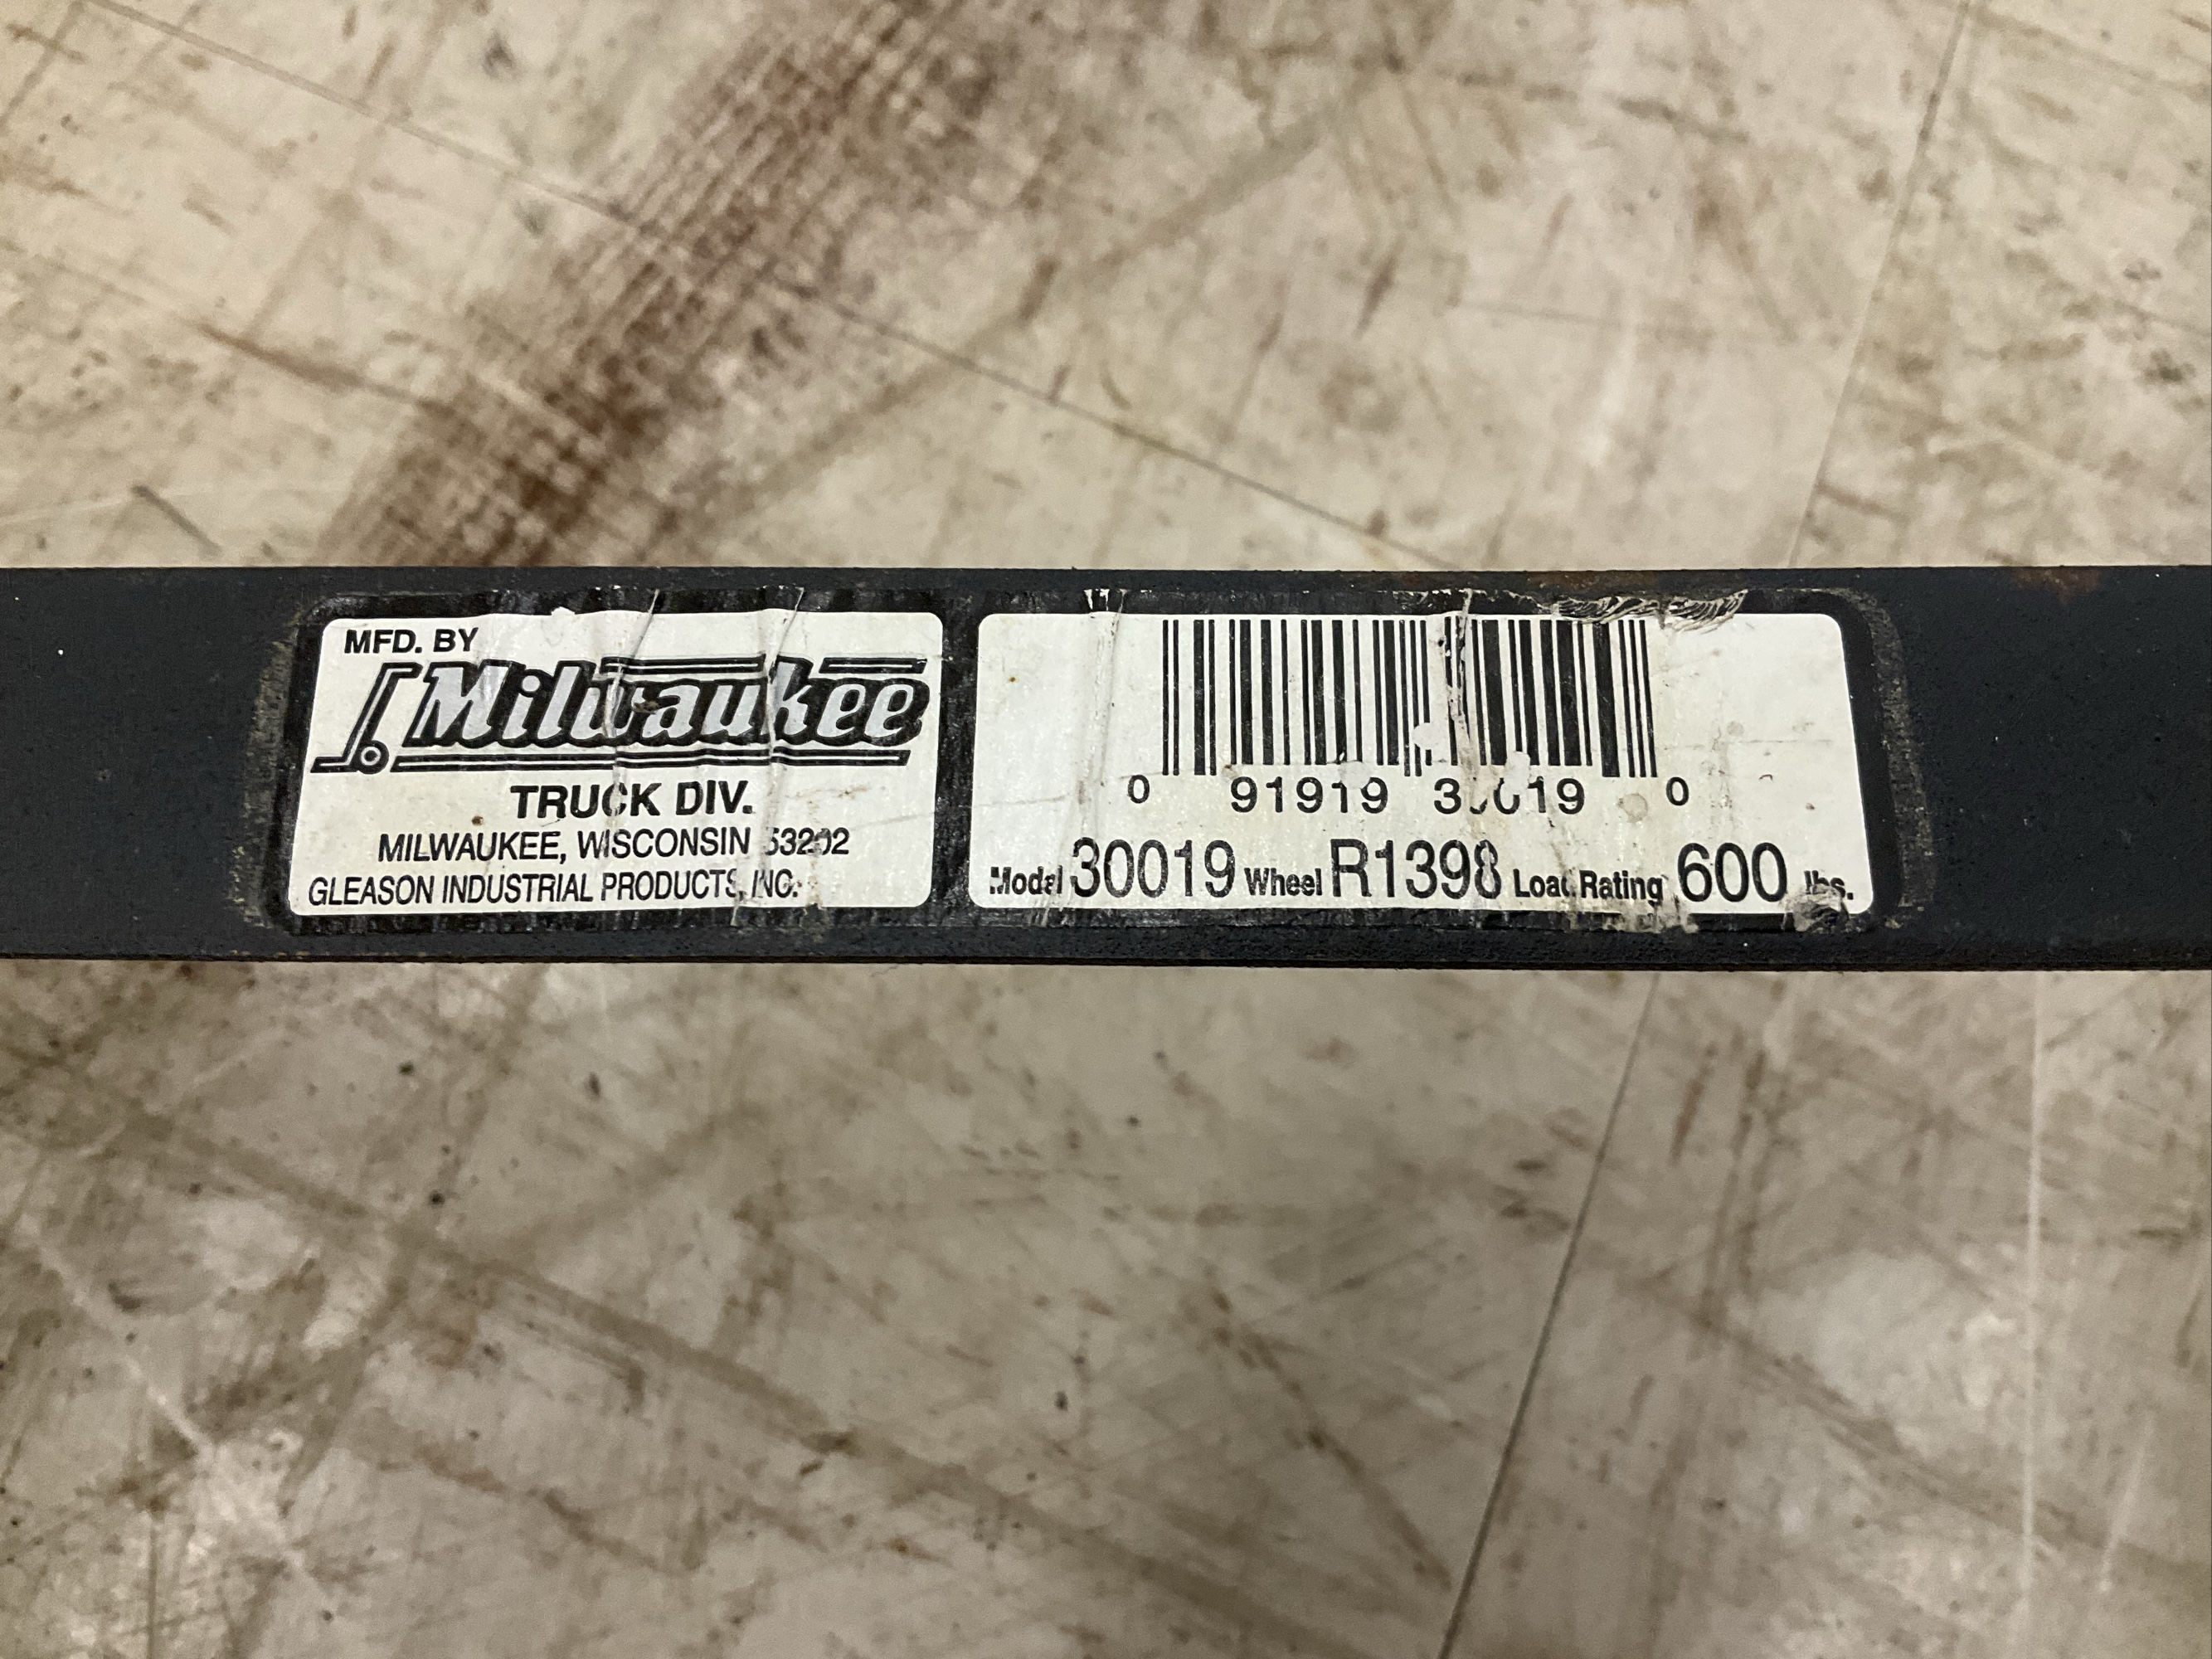 MFD. BY
Milwaukee
TRUCK DIV.
MILWAUKEE, WISCONSIN 53202
GLEASON INDUSTRIAL PRODUCTS, INC.
0 91919 30019 0
Model 30019 Wheel R1398 Load Rating 600 lbs.